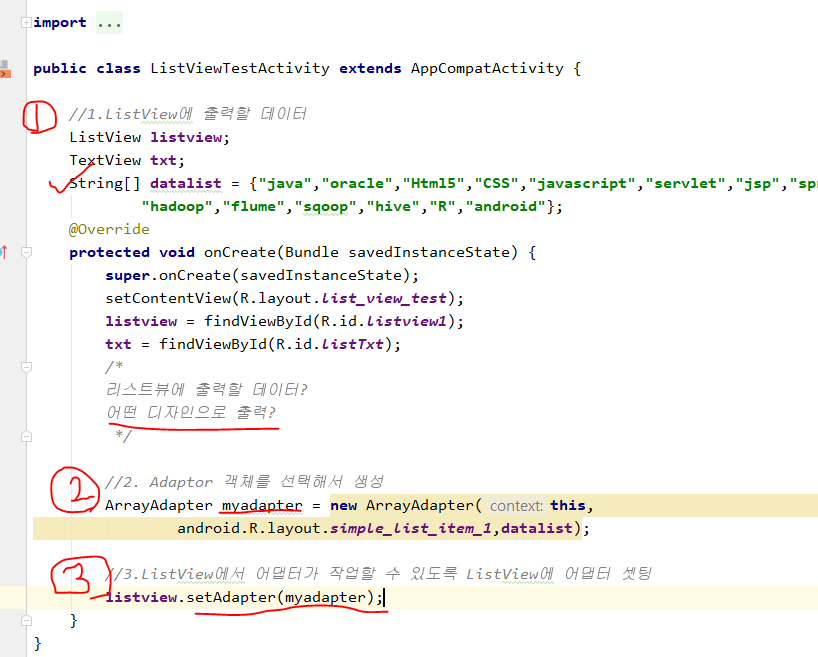 import ...
public class ListViewTestActivity extends AppCompatActivity {
①
//1.ListView에 출력할 데이터
ListView listview;
TextView txt;
String[] datalist = {"java","oracle","Html5","CSS","javascript","servlet","jsp","spr
"hadoop","flume","sqoop","hive","R","android"};
@Override
protected void onCreate(Bundle savedInstanceState) {
super.onCreate(savedInstanceState);
setContentView(R.layout.list_view_test);
listview = findViewById(R.id.listview1);
txt = findViewById(R.id.listTxt);
/*
리스트뷰에 출력할 데이터?
어떤 디자인으로 출력?
*/
②
//2. Adaptor 객체를 선택해서 생성
ArrayAdapter myadapter = new ArrayAdapter( context: this,
android.R.layout.simple_list_item_1,datalist);
3
//3.ListView에서 어댑터가 작업할 수 있도록 ListView에 어댑터 셋팅
listview.setAdapter(myadapter);
}
}